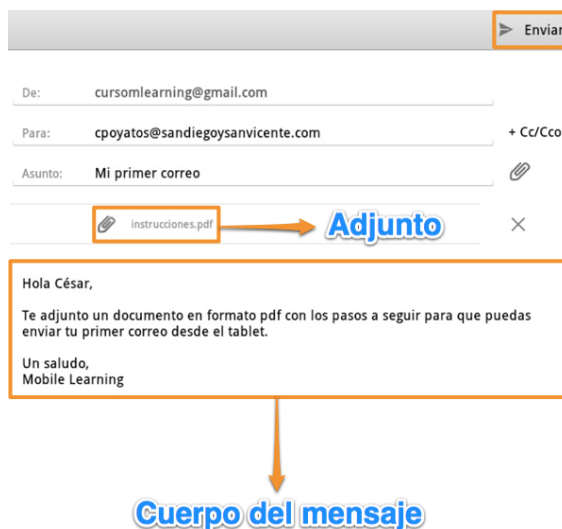 Enviar
De: cursomlearning@gmail.com
Para: cpoyatos@sandiegoysanvicente.com + Cc/Cco
Asunto: Mi primer correo
instrucciones.pdf Adjunto
Hola César,
Te adjunto un documento en formato pdf con los pasos a seguir para que puedas
enviar tu primer correo desde el tablet.
Un saludo,
Mobile Learning
Cuerpo del mensaje